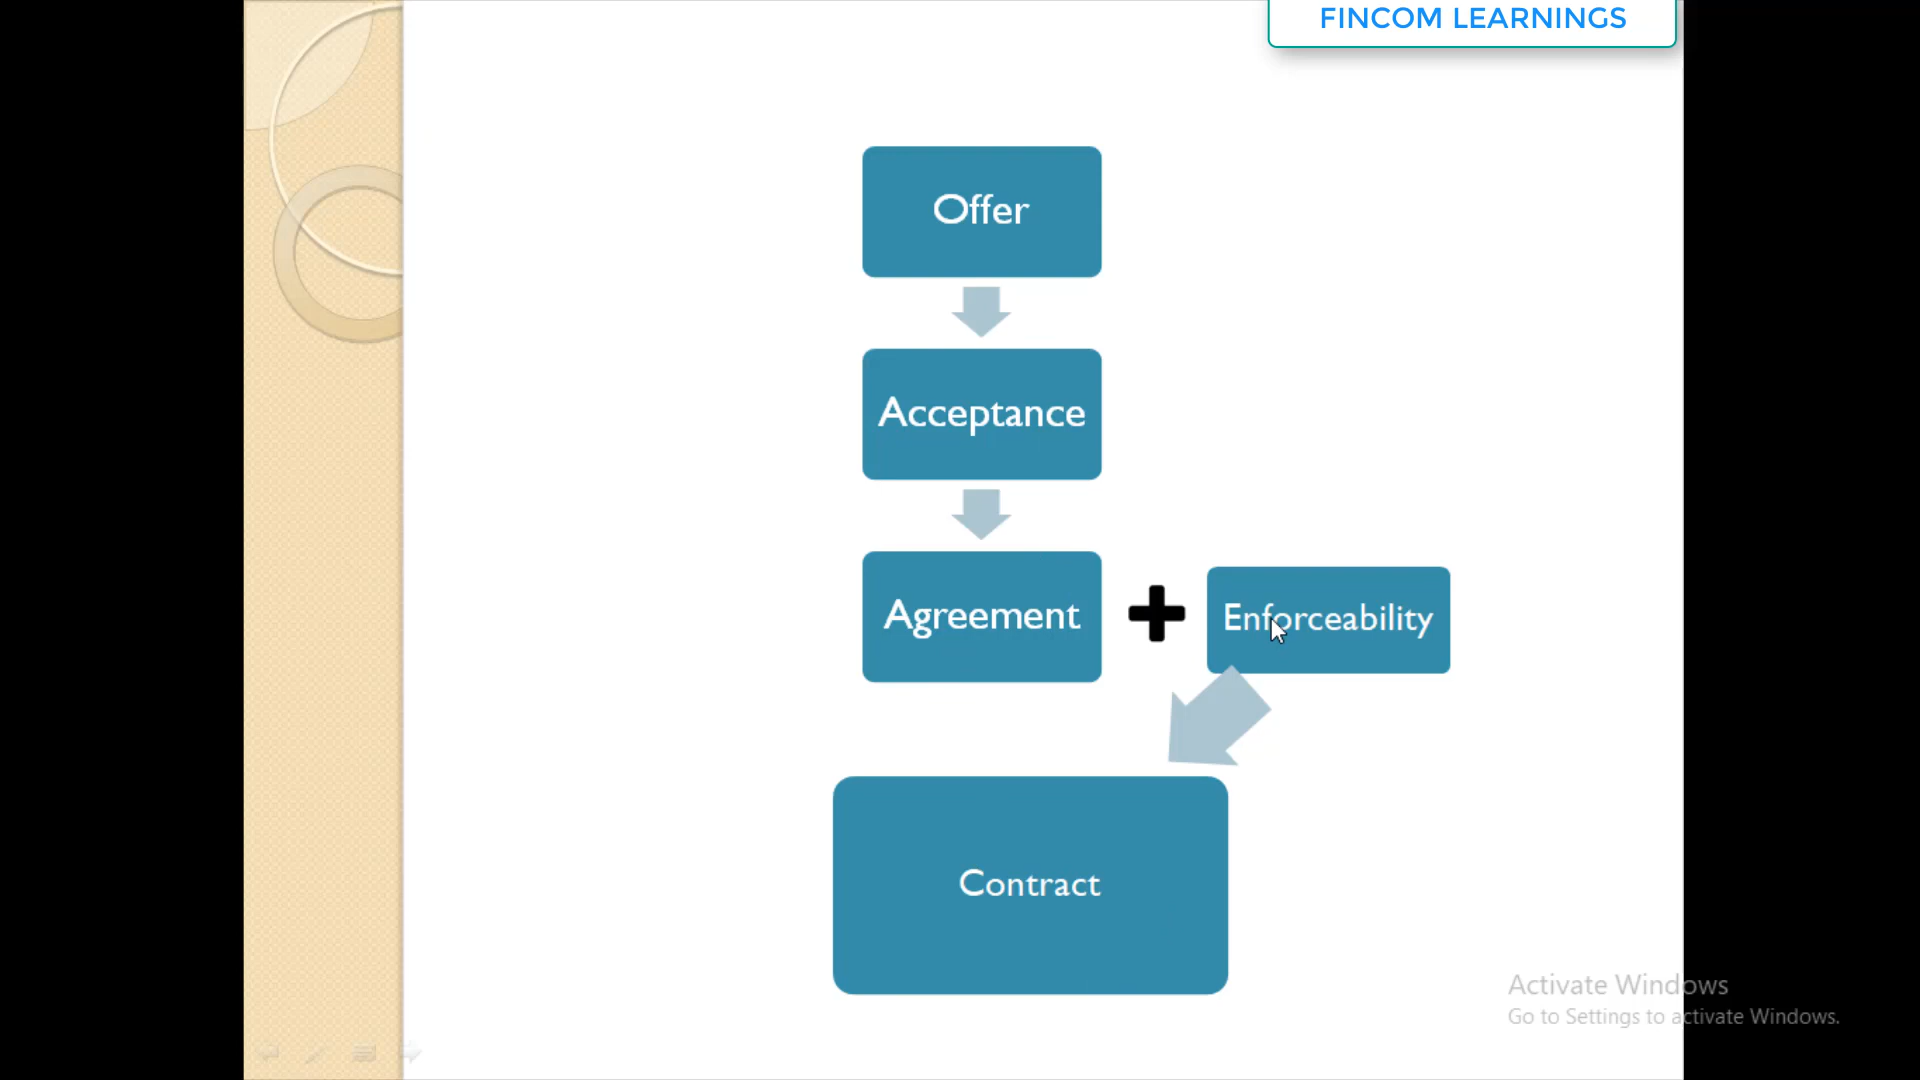 FINCOM LEARNINGS
Offer
Acceptance
Agreement
Enforceability
Contract
Activate Windows
Go to Settings to activate Windows.